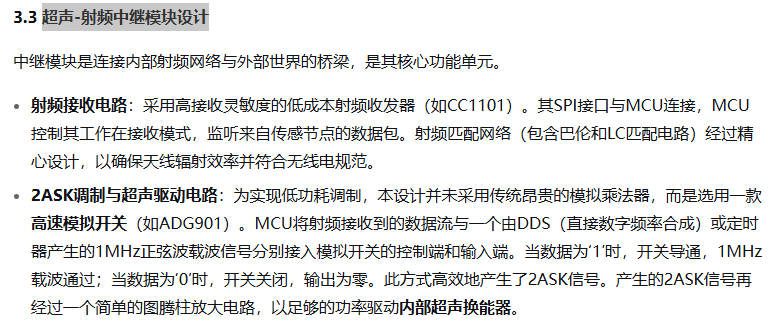 3.3 超声-射频中继模块设计
中继模块是连接内部射频网络与外部世界的桥梁，是其核心功能单元。
• 射频接收电路：采用高接收灵敏度的低成本射频收发器（如CC1101）。其SPI接口与MCU连接，MCU
控制其工作在接收模式，监听来自传感节点的数据包。射频匹配网络（包含巴伦和LC匹配电路）经过精
心设计，以确保天线辐射效率并符合无线电规范。
• 2ASK调制与超声驱动电路：为实现低功耗调制，本设计并未采用传统昂贵的模拟乘法器，而是选用一款
高速模拟开关（如ADG901）。MCU将射频接收到的数据流与一个由DDS（直接数字频率合成）或定时
器产生的1MHz正弦波载波信号分别接入模拟开关的控制端和输入端。当数据为‘1’时，开关导通，1MHz
载波通过；当数据为‘0’时，开关关闭，输出为零。此方式高效地产生了2ASK信号。产生的2ASK信号再
经过一个简单的图腾柱放大电路，以足够的功率驱动内部超声换能器。